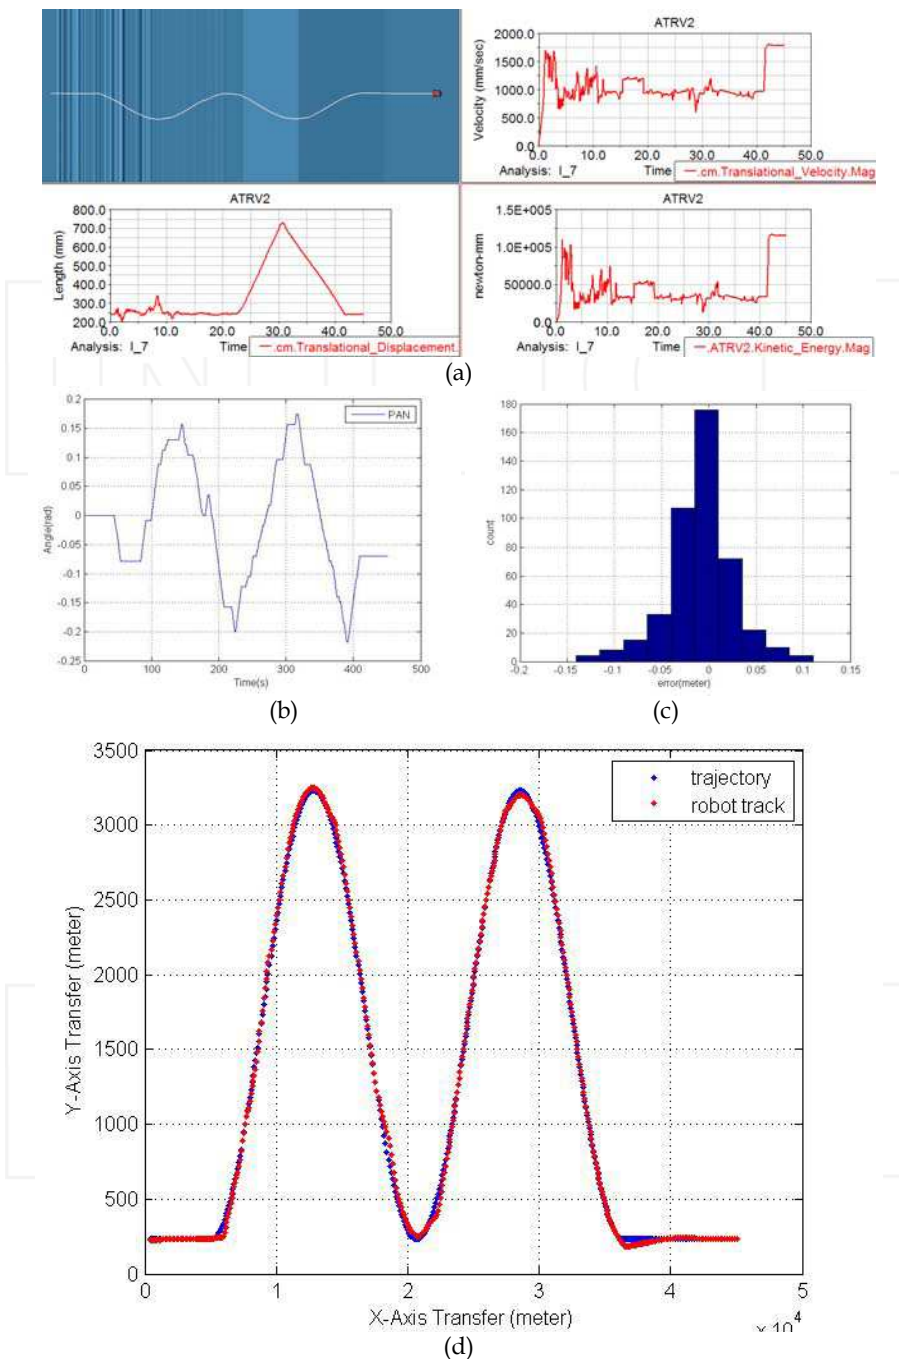 ATRV2
Velocity (mm/sec)
2000.0
1500.0
1000.0
500.0
0.0
0.0 10.0 20.0 30.0 40.0 50.0
Analysis: I_7 Time .cm.Translational_Velocity.Mag
ATRV2
Length (mm)
800.0
700.0
600.0
500.0
400.0
300.0
200.0
0.0 10.0 20.0 30.0 40.0 50.0
Analysis: I_7 Time .cm.Translational_Displacement.
ATRV2
newton-mm
1.5E+005
1.0E+005
50000.0
0.0
0.0 10.0 20.0 30.0 40.0 50.0
Analysis: I_7 Time .ATRV2.Kinetic_Energy.Mag
(a)
PAN
Angle(rad)
0.2
0.15
0.1
0.05
0
-0.05
-0.1
-0.15
-0.2
-0.25
0 100 200 300 400 500
Time(s)
(b)
count
180
160
140
120
100
80
60
40
20
0
-0.2 -0.15 -0.1 -0.05 0 0.05 0.1 0.15
error(meter)
(c)
trajectory
robot track
Y-Axis Transfer (meter)
3500
3000
2500
2000
1500
1000
500
0
0 1 2 3 4 5
X-Axis Transfer (meter)
x 10⁴
(d)